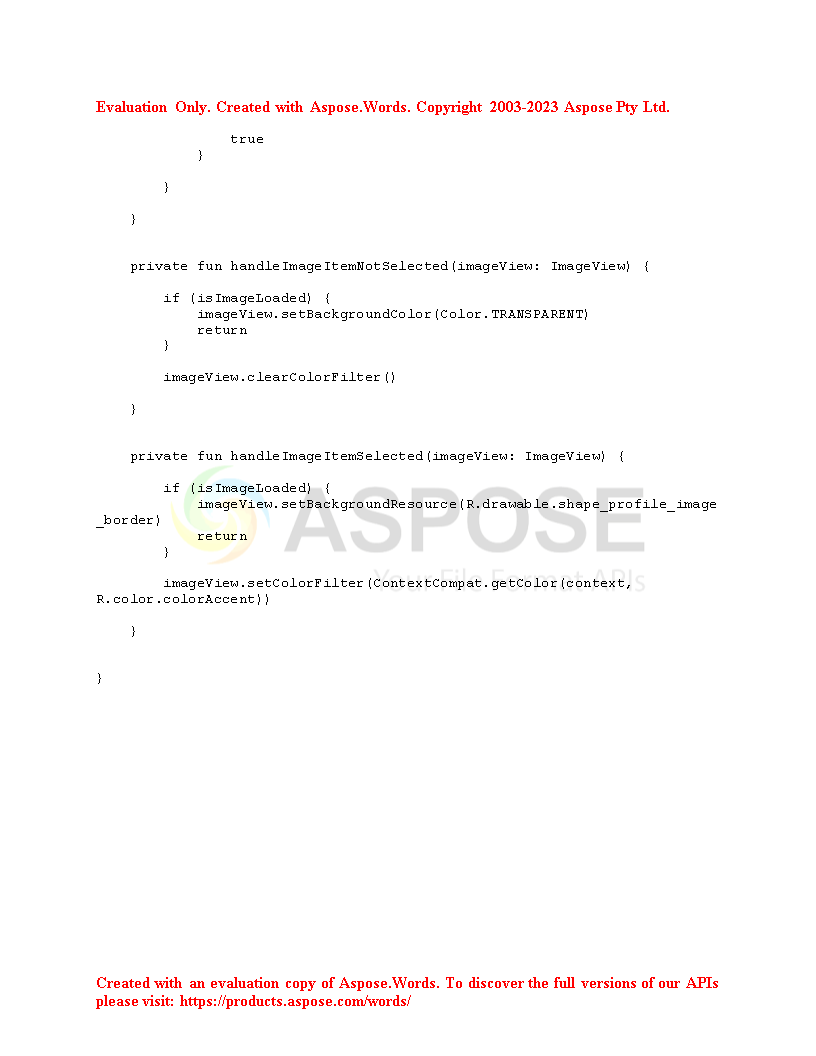 Evaluation Only. Created with Aspose.Words. Copyright 2003-2023 Aspose Pty Ltd.
                true
            }
        }
    }
    private fun handleImageItemNotSelected(imageView: ImageView) {
        if (isImageLoaded) {
            imageView.setBackgroundColor(Color.TRANSPARENT)
            return
        }
        imageView.clearColorFilter()
    }
    private fun handleImageItemSelected(imageView: ImageView) {
        if (isImageLoaded) {
            imageView.setBackgroundResource(R.drawable.shape_profile_image
_border)
            return
        }
        imageView.setColorFilter(ContextCompat.getColor(context,
R.color.colorAccent))
    }
}
ASPOSE
Your File Format APIs
Created with an evaluation copy of Aspose.Words. To discover the full versions of our APIs
please visit: https://products.aspose.com/words/